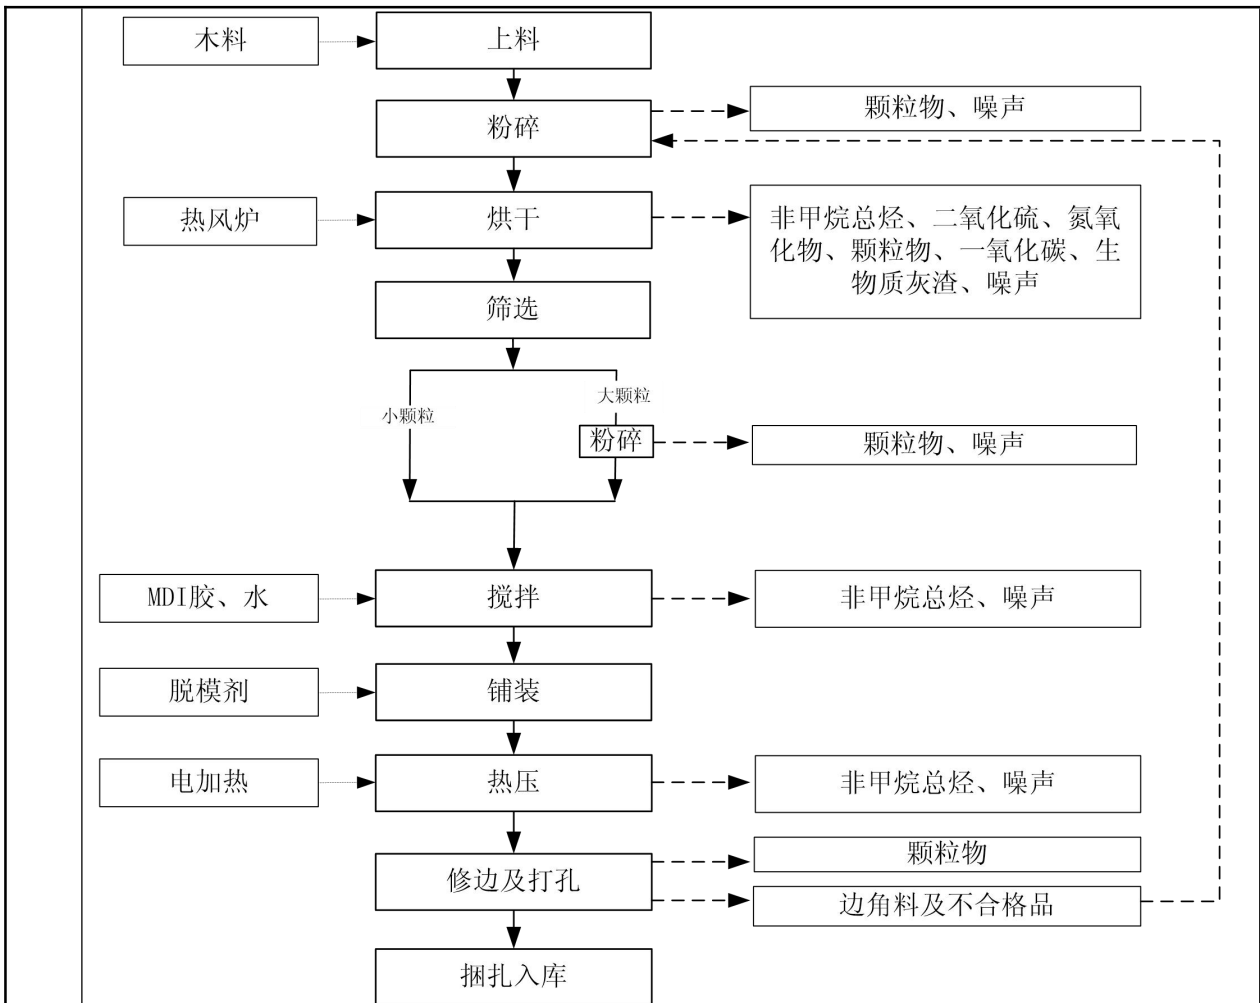 木料
上料
粉碎
颗粒物、噪声
热风炉
烘干
非甲烷总烃、二氧化硫、氮氧
化物、颗粒物、一氧化碳、生
物质灰渣、噪声
筛选
小颗粒
大颗粒
粉碎
颗粒物、噪声
MDI胶、水
搅拌
非甲烷总烃、噪声
脱模剂
铺装
电加热
热压
非甲烷总烃、噪声
修边及打孔
颗粒物
边角料及不合格品
捆扎入库